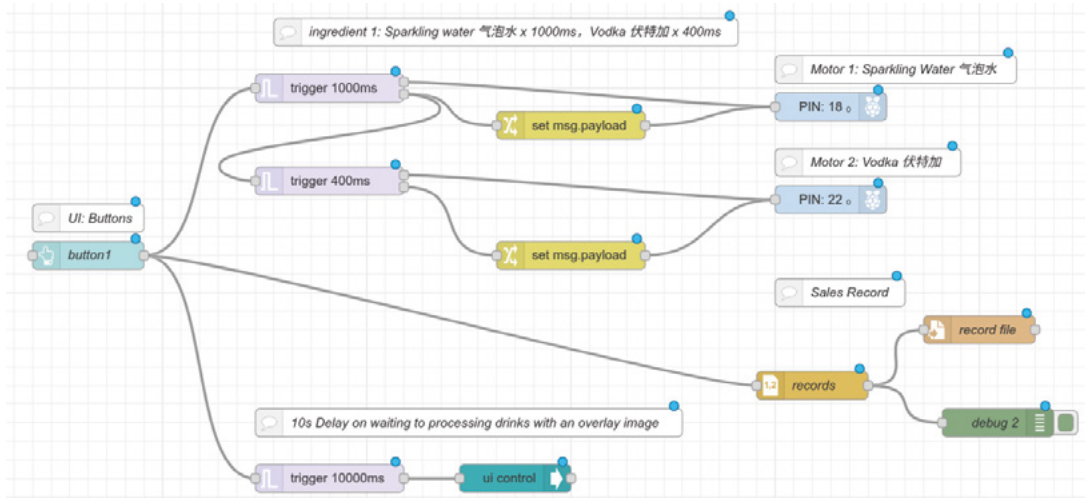 ingredient 1: Sparkling water 气泡水 x 1000ms，Vodka 伏特加 x 400ms
Motor 1: Sparkling Water 气泡水
trigger 1000ms
PIN: 18
set msg.payload
Motor 2: Vodka 伏特加
trigger 400ms
PIN: 22
UI: Buttons
button1
set msg.payload
Sales Record
record file
1,2
records
10s Delay on waiting to processing drinks with an overlay image
debug 2
trigger 10000ms
ui control